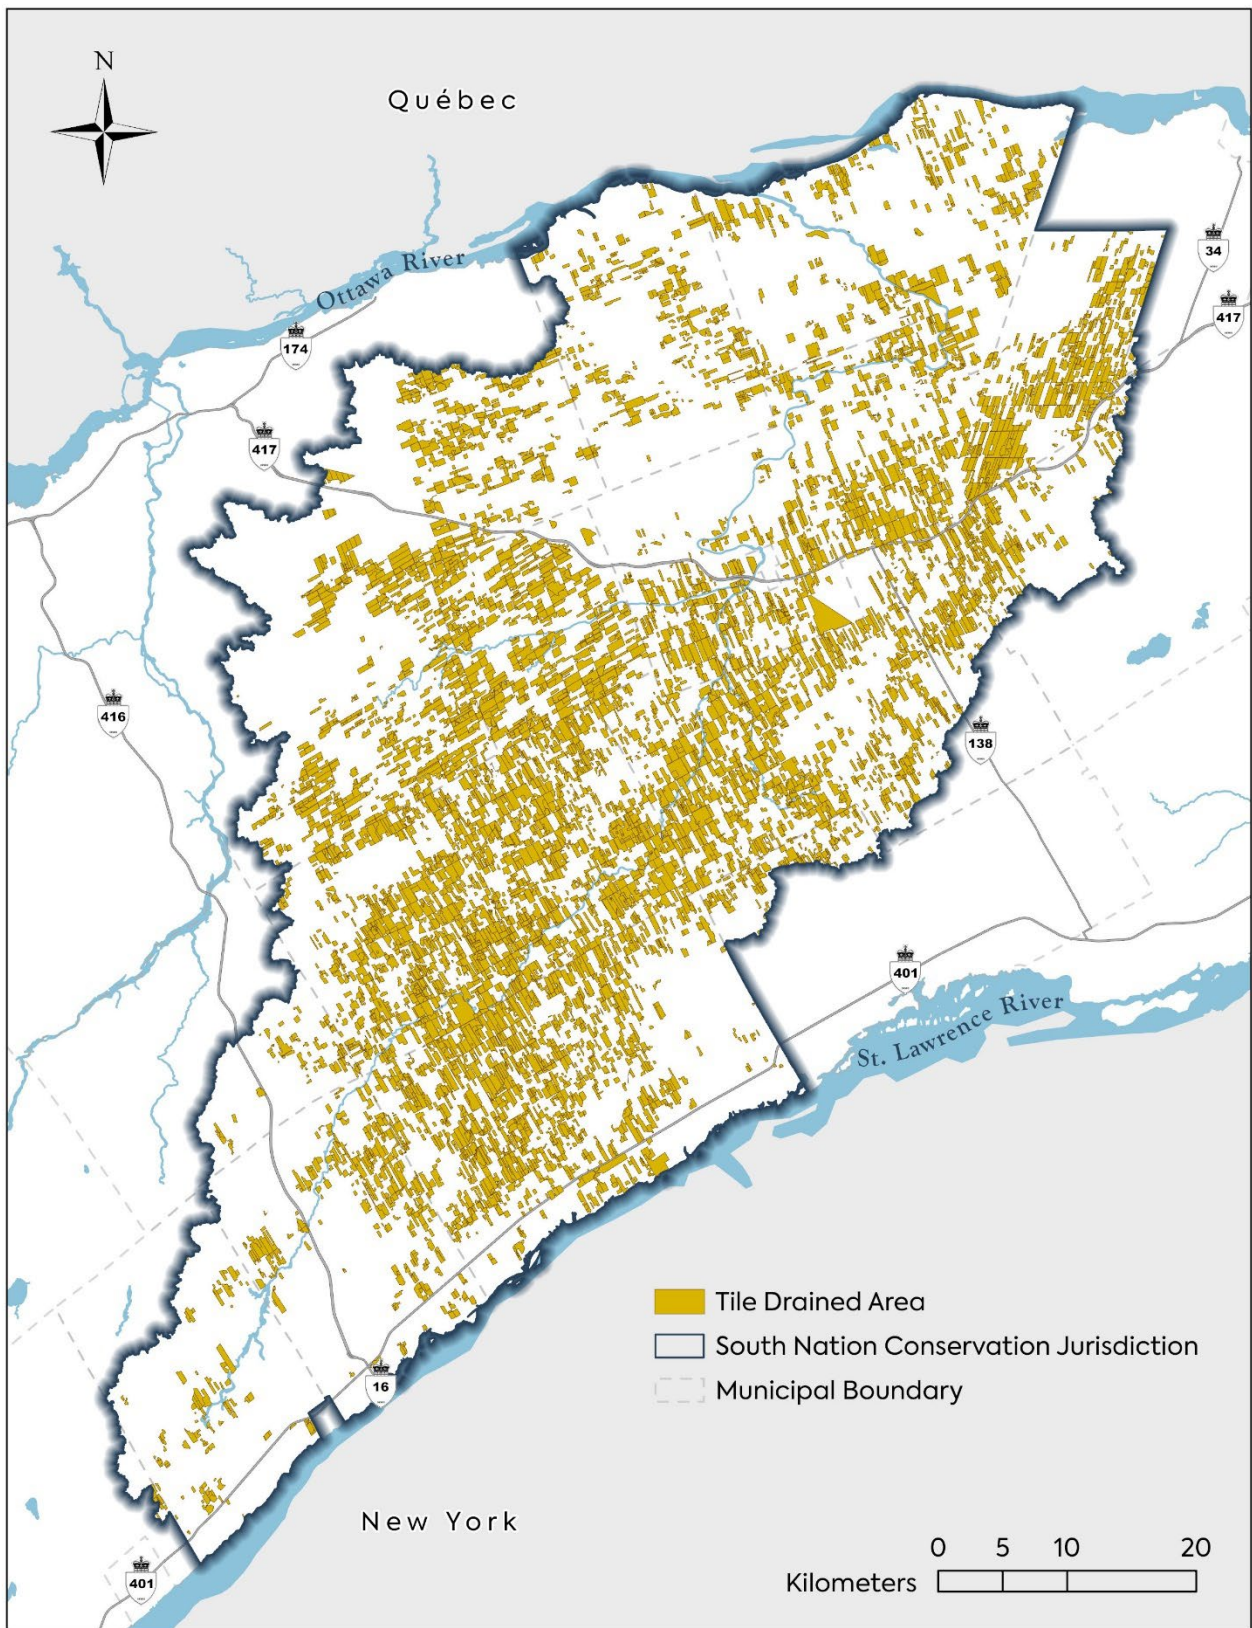 N
Québec
Ottawa River
34
417
174
417
416
138
401
St. Lawrence River
Tile Drained Area
South Nation Conservation Jurisdiction
Municipal Boundary
16
New York
0 5 10 20
Kilometers
401